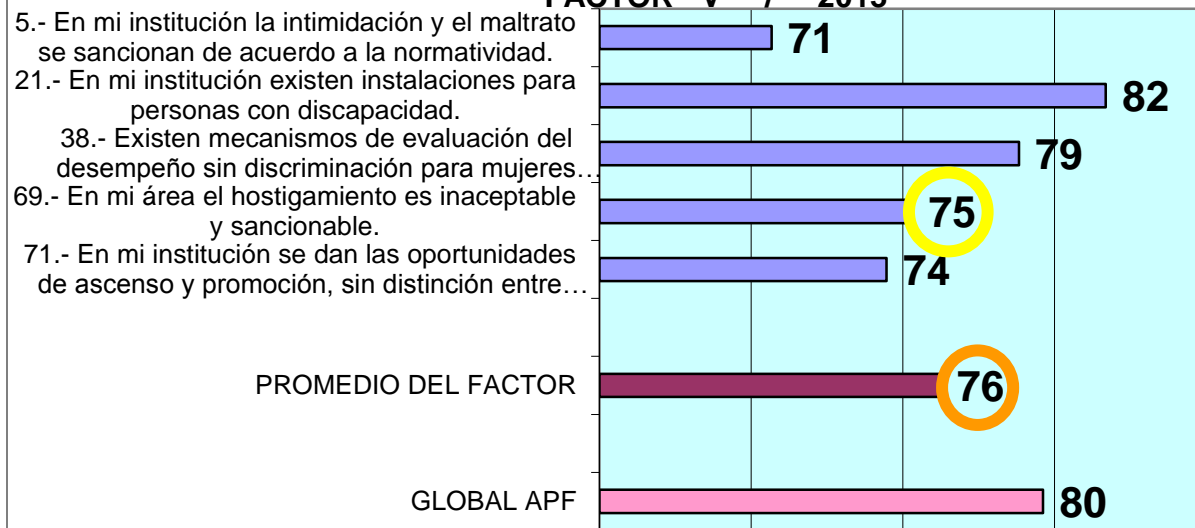 FACTOR V / 2015
5.- En mi institución la intimidación y el maltrato
se sancionan de acuerdo a la normatividad.
71
21.- En mi institución existen instalaciones para
personas con discapacidad.
82
38.- Existen mecanismos de evaluación del
desempeño sin discriminación para mujeres…
79
69.- En mi área el hostigamiento es inaceptable
y sancionable.
75
71.- En mi institución se dan las oportunidades
de ascenso y promoción, sin distinción entre…
74
PROMEDIO DEL FACTOR
76
GLOBAL APF
80